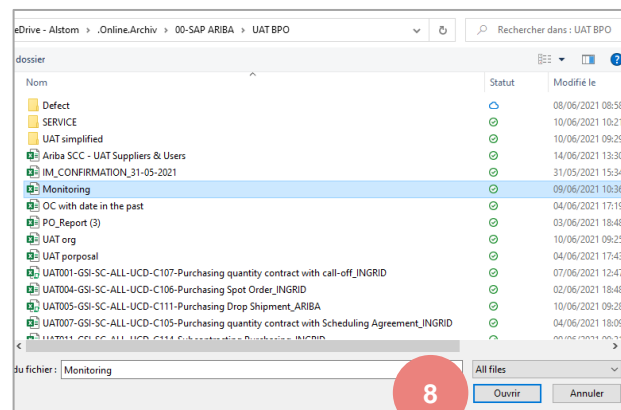 eDrive - Alstom > .Online.Archiv > 00-SAP ARIBA > UAT BPO Rechercher dans : UAT BPO
dossier
Nom Statut Modifié le
Defect 08/06/2021 08:58
SERVICE 10/06/2021 10:21
UAT simplified 10/06/2021 09:29
Ariba SCC - UAT Suppliers & Users 14/06/2021 13:30
IM_CONFIRMATION_31-05-2021 31/05/2021 15:34
Monitoring 09/06/2021 10:36
OC with date in the past 04/06/2021 17:19
PO_Report (3) 03/06/2021 18:48
UAT org 10/06/2021 09:25
UAT porposal 04/06/2021 17:43
UAT001-GSI-SC-ALL-UCD-C107-Purchasing quantity contract with call-off_INGRID 07/06/2021 12:47
UAT004-GSI-SC-ALL-UCD-C106-Purchasing Spot Order_INGRID 02/06/2021 18:48
UAT005-GSI-SC-ALL-UCD-C111-Purchasing Drop Shipment_ARIBA 10/06/2021 09:28
UAT007-GSI-SC-ALL-UCD-C105-Purchasing quantity contract with Scheduling Agreement_INGRID 04/06/2021 18:09
UAT011-GSI-SC-ALL-UCD-C114-Subcontracting Purchasing_INGRID
du fichier : Monitoring All files
8 Ouvrir Annuler